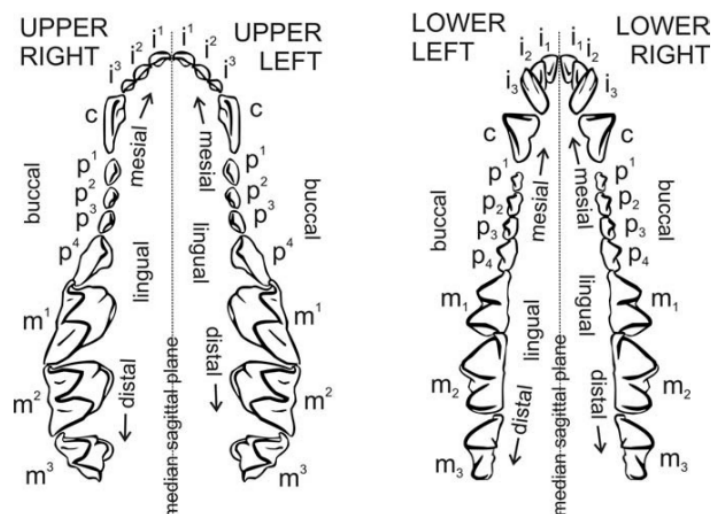 UPPER
RIGHT
UPPER
LEFT
i³ i² i¹ i¹ i² i³
c
c
mesial
mesial
p¹
p¹
p²
p²
p³
p³
p⁴
p⁴
buccal
buccal
lingual
lingual
m¹
m¹
m²
m²
distal
distal
m³
m³
median sagittal plane
LOWER
LEFT
LOWER
RIGHT
i₃ i₂ i₁ i₁ i₂ i₃
c
c
mesial
mesial
p¹
p¹
p₂
p₂
p₃
p₃
p₄
p₄
buccal
buccal
lingual
lingual
m₁
m₁
m₂
m₂
distal
distal
m₃
m₃
median sagittal plane